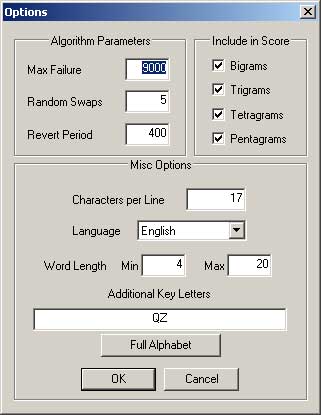 Options
Algorithm Parameters
Max Failure 9000
Random Swaps 5
Revert Period 400
Include in Score
Bigrams
Trigrams
Tetragrams
Pentagrams
Misc Options
Characters per Line 17
Language English
Word Length Min 4 Max 20
Additional Key Letters
QZ
Full Alphabet
OK Cancel